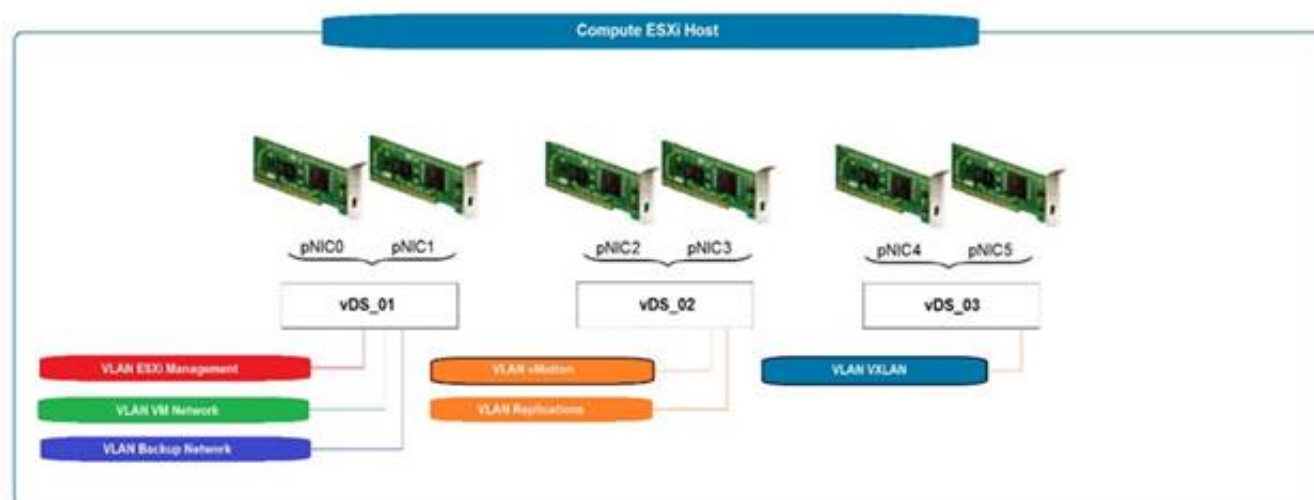 Compute ESXi Host
pNIC0 pNIC1 pNIC2 pNIC3 pNIC4 pNIC5
vDS_01 vDS_02 vDS_03
VLAN ESXi Management VLAN vMotion VLAN VXLAN
VLAN VM Network VLAN Replications
VLAN Backup Network